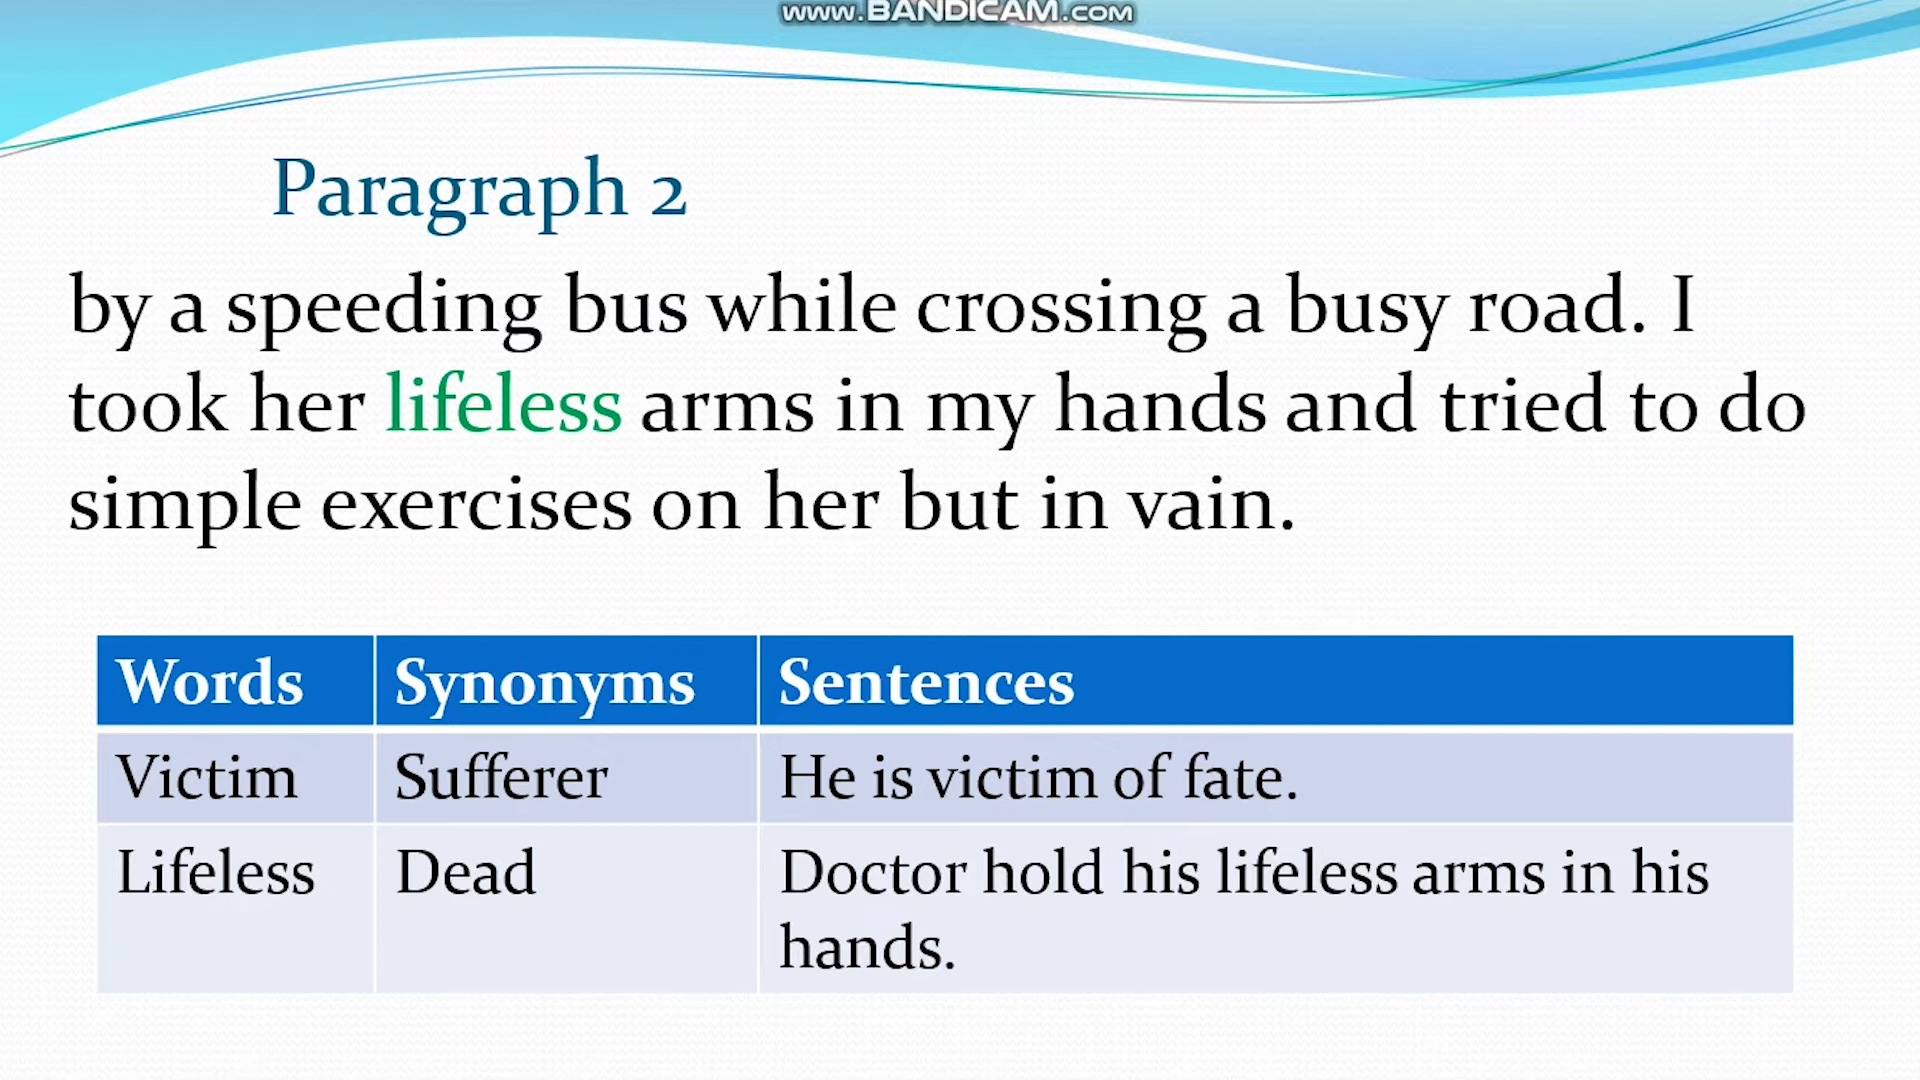 www.BANDICAM.com
Paragraph 2
by a speeding bus while crossing a busy road. I
took her lifeless arms in my hands and tried to do
simple exercises on her but in vain.
Words Synonyms Sentences
Victim Sufferer He is victim of fate.
Lifeless Dead Doctor hold his lifeless arms in his
hands.